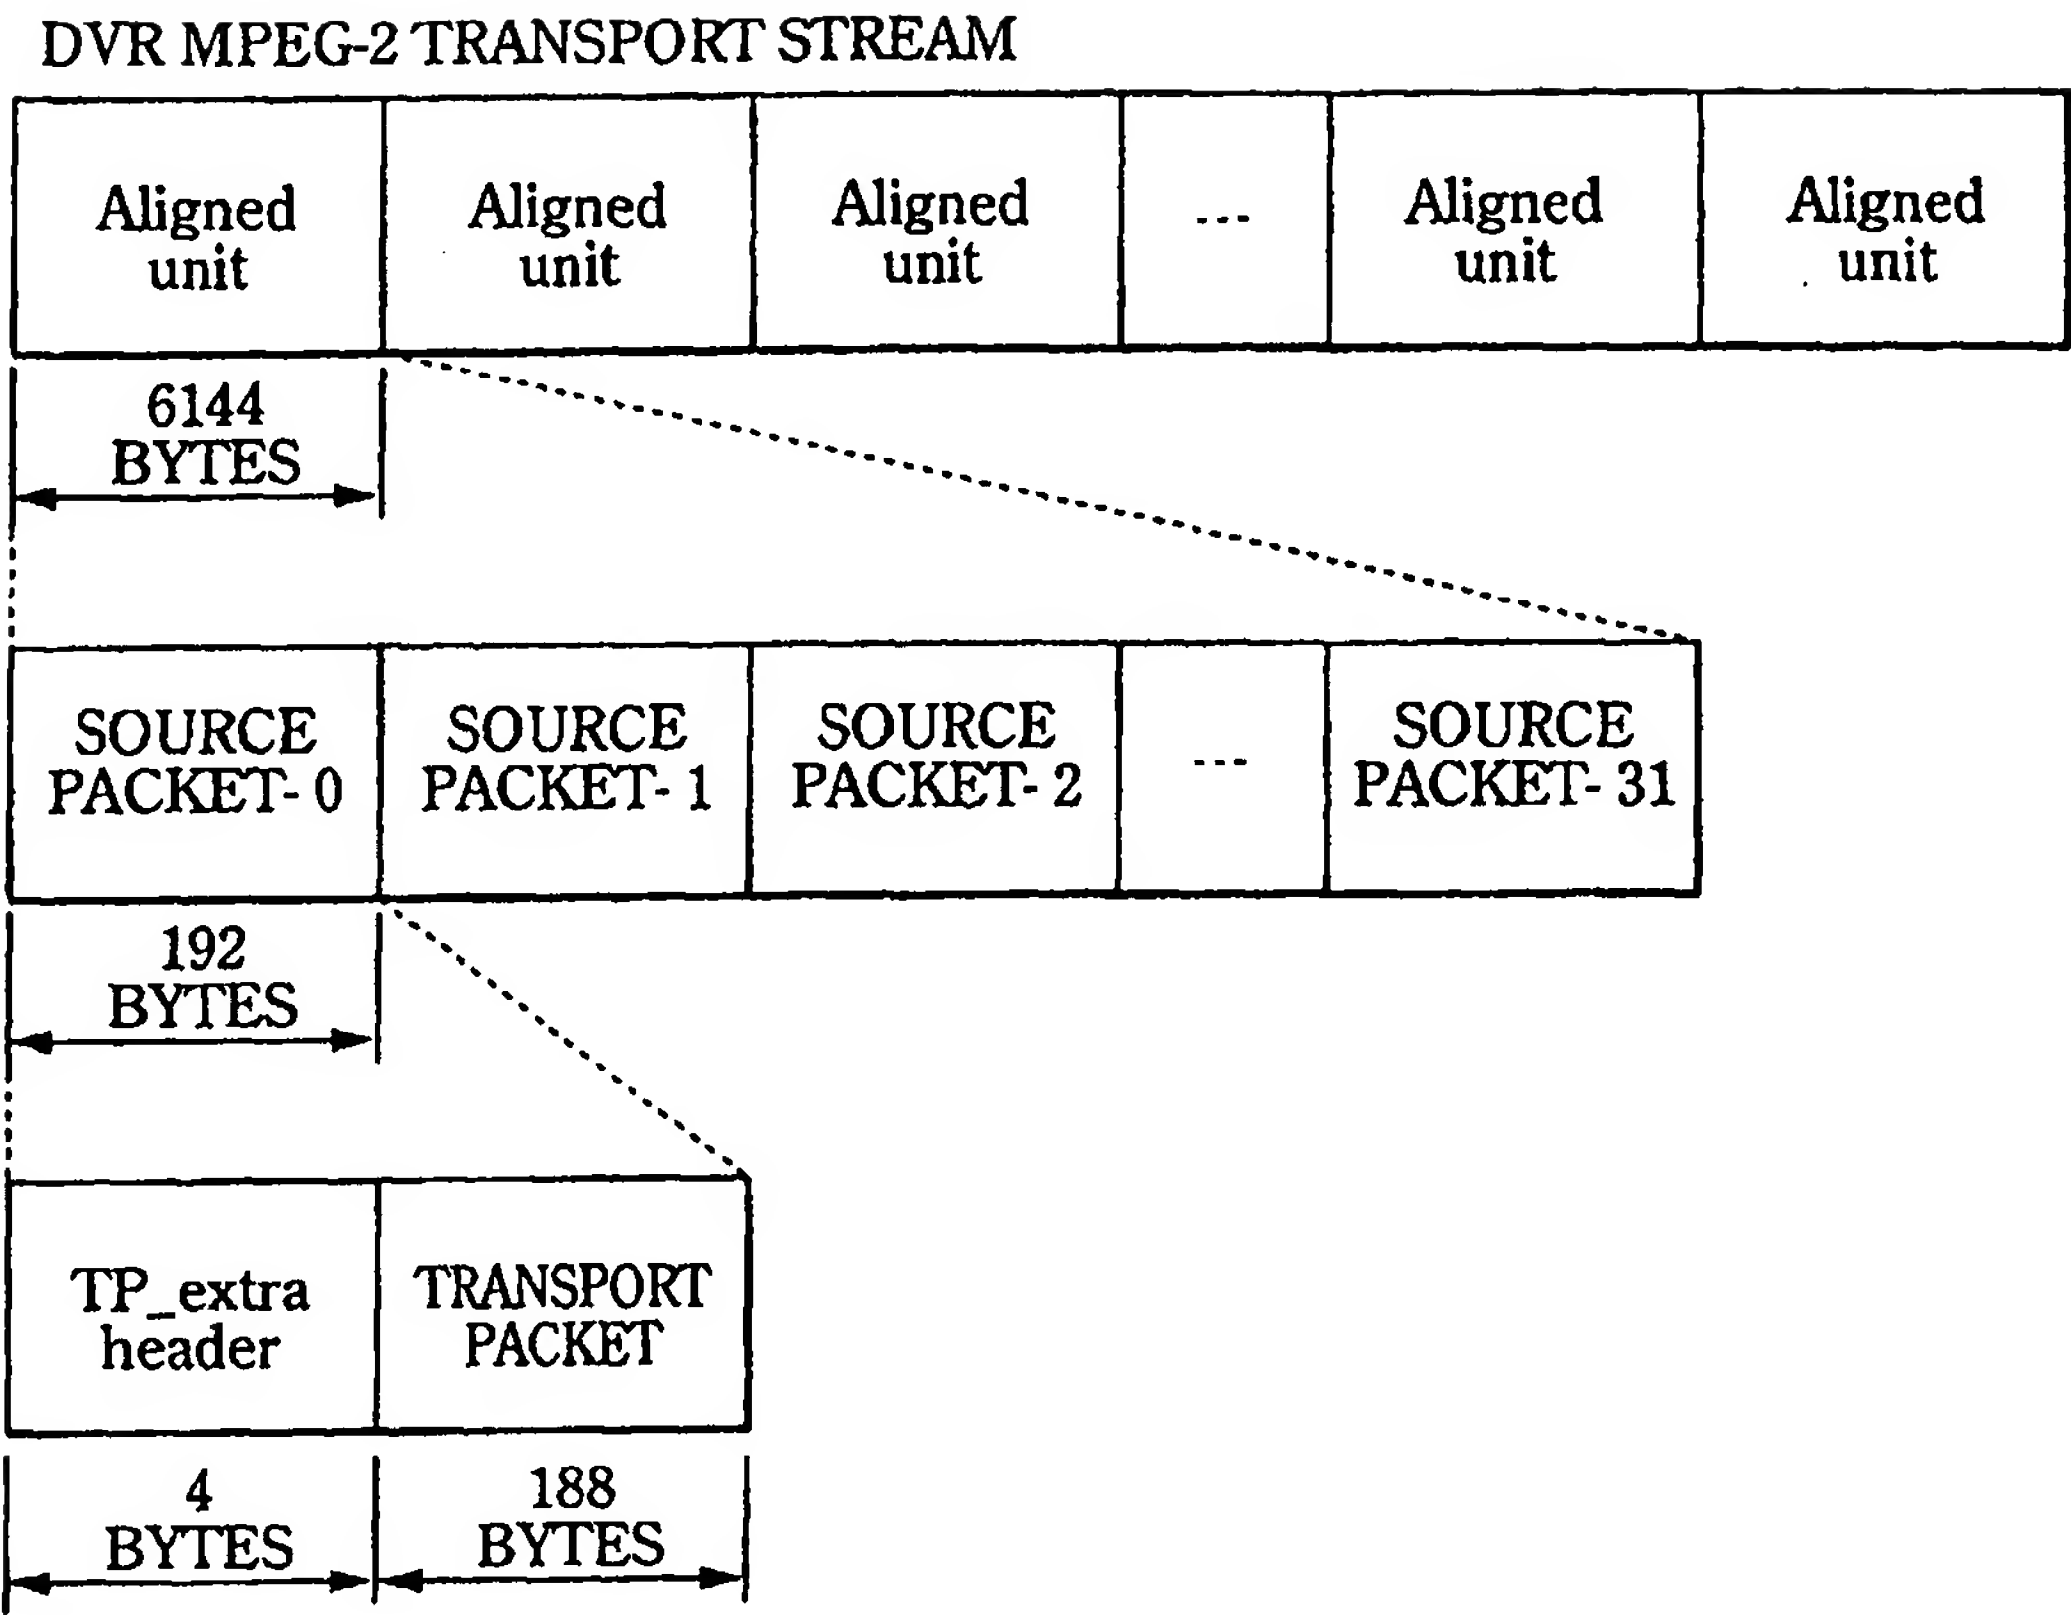 DVR MPEG-2 TRANSPORT STREAM
Aligned
unit
Aligned
unit
Aligned
unit
---
Aligned
unit
Aligned
unit
6144
BYTES
SOURCE
PACKET- 0
SOURCE
PACKET- 1
SOURCE
PACKET- 2
---
SOURCE
PACKET- 31
192
BYTES
TP_extra
header
TRANSPORT
PACKET
4
BYTES
188
BYTES